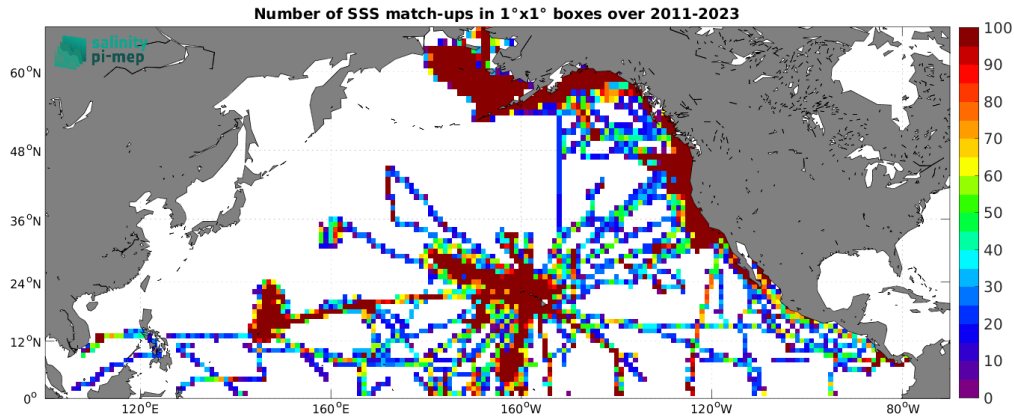 Number of SSS match-ups in 1°x1° boxes over 2011-2023
salinity
pi-mep
60°N
48°N
36°N
24°N
12°N
0°
120°E
160°E
160°W
120°W
80°W
100
90
80
70
60
50
40
30
20
10
0